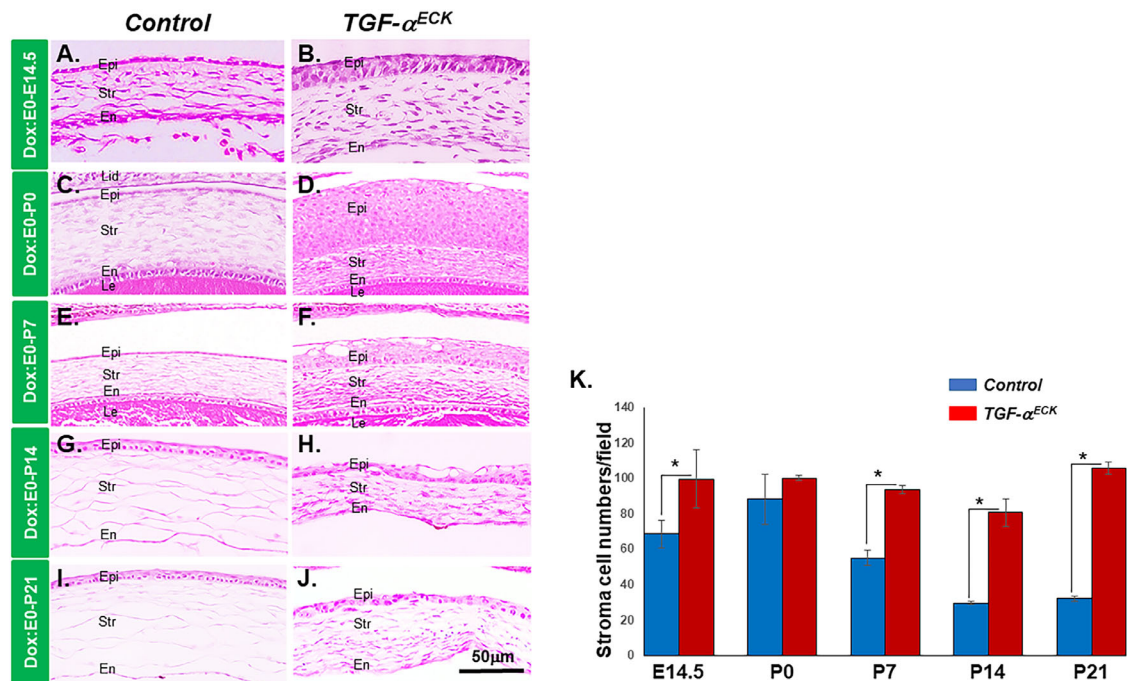 Control TGF-α^ECK
Dox:E0-E14.5
A.
Epi
Str
En
B.
Epi
Str
En
Dox:E0-P0
C.
Lid
Epi
Str
En
Le
D.
Epi
Str
En
Le
Dox:E0-P7
E.
Epi
Str
En
Le
F.
Epi
Str
En
Le
Dox:E0-P14
G.
Epi
Str
En
H.
Epi
Str
En
Dox:E0-P21
I.
Epi
Str
En
J.
Epi
Str
En
50μm
K.
Control
TGF-α^ECK
Stroma cell numbers/field
140
120
100
80
60
40
20
0
* * * *
E14.5 P0 P7 P14 P21